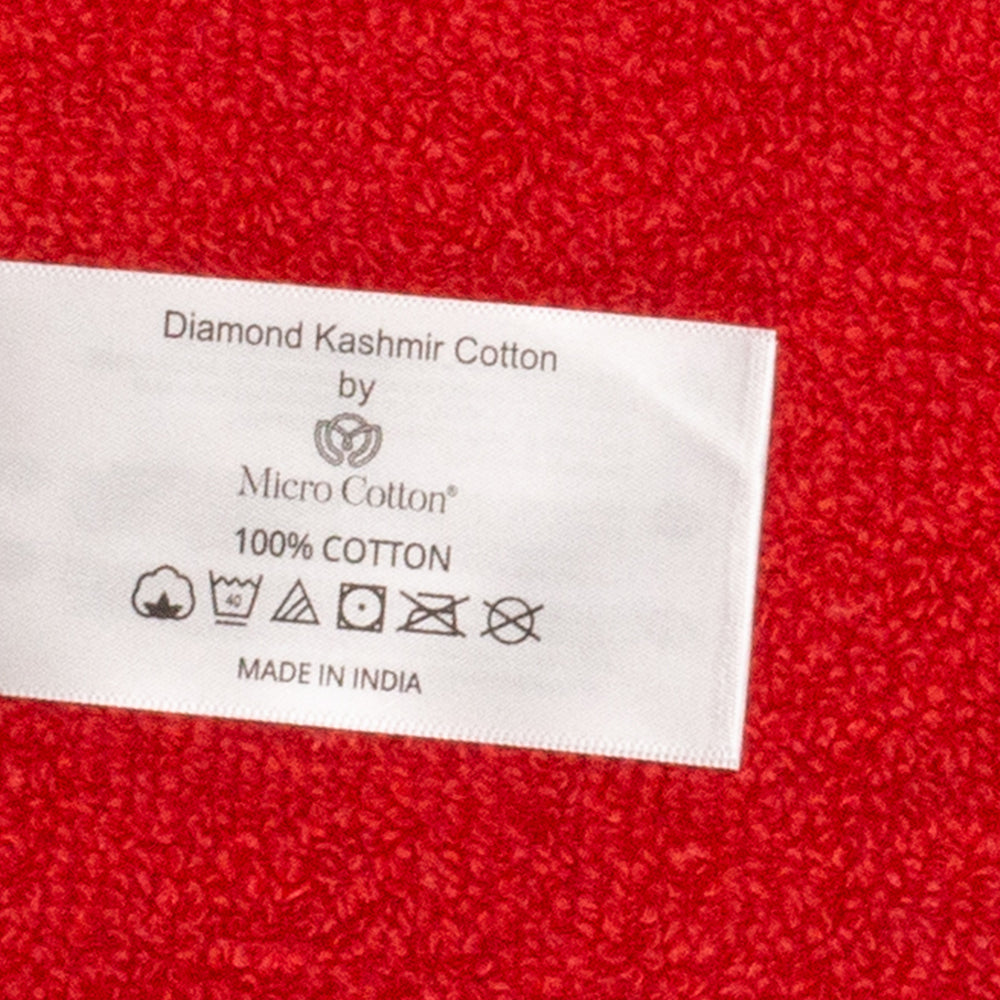 Diamond Kashmir Cotton
by
Micro Cotton®
100% COTTON
40
MADE IN INDIA